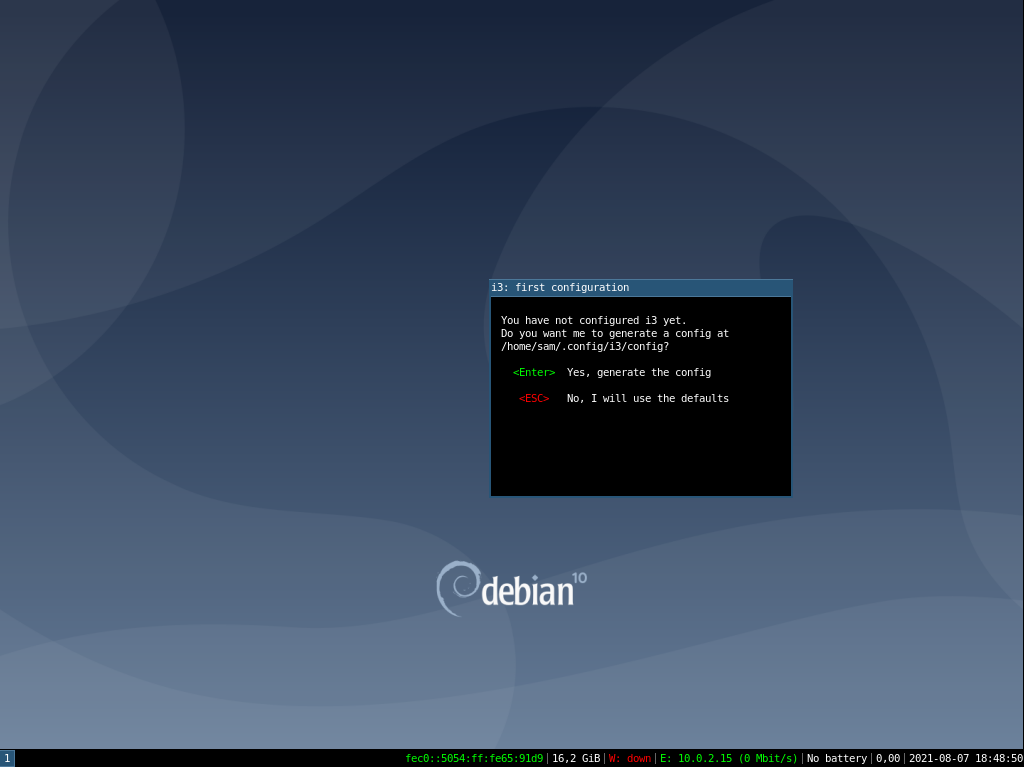 i3: first configuration
You have not configured i3 yet.
Do you want me to generate a config at
/home/sam/.config/i3/config?
<Enter> Yes, generate the config
<ESC> No, I will use the defaults
debian 10
1
fec0::5054:ff:fe65:91d9|16,2 GiB|W: down|E: 10.0.2.15 (0 Mbit/s)|No battery|0,00|2021-08-07 18:48:50